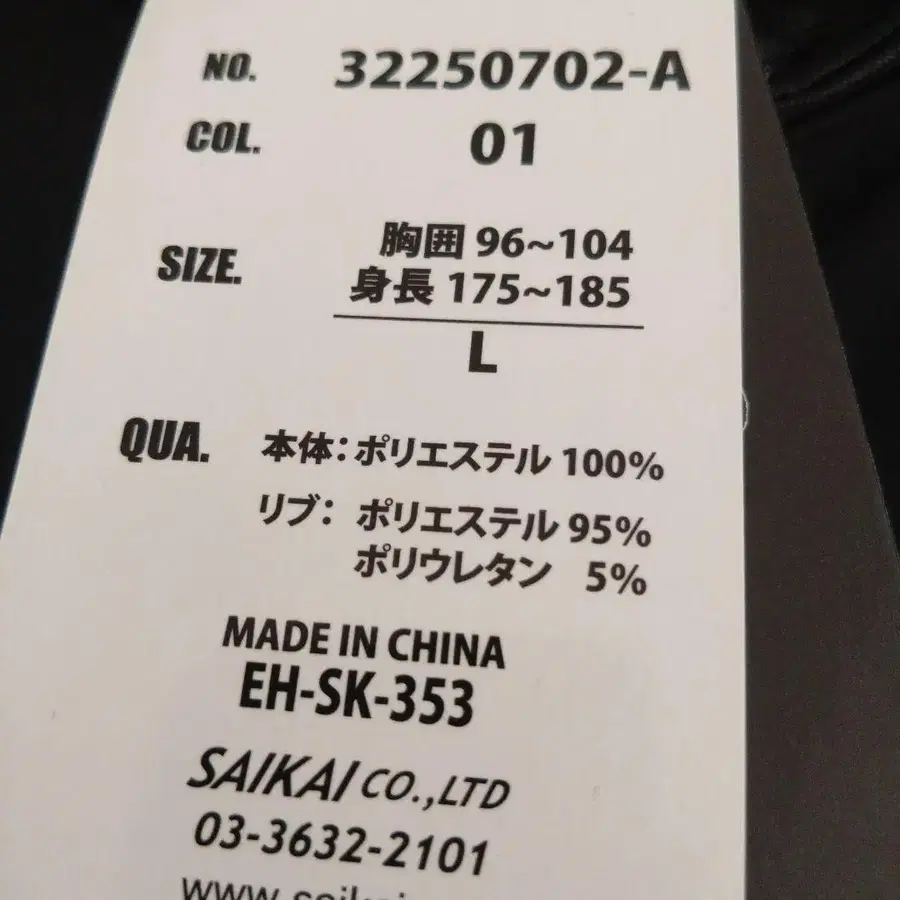 NO. 32250702-A
COL. 01
SIZE. 胸囲 96~104
身長 175~185
L
QUA. 本体：ポリエステル 100%
リブ： ポリエステル 95%
ポリウレタン 5%
MADE IN CHINA
EH-SK-353
SAIKAI CO.,LTD
03-3632-2101